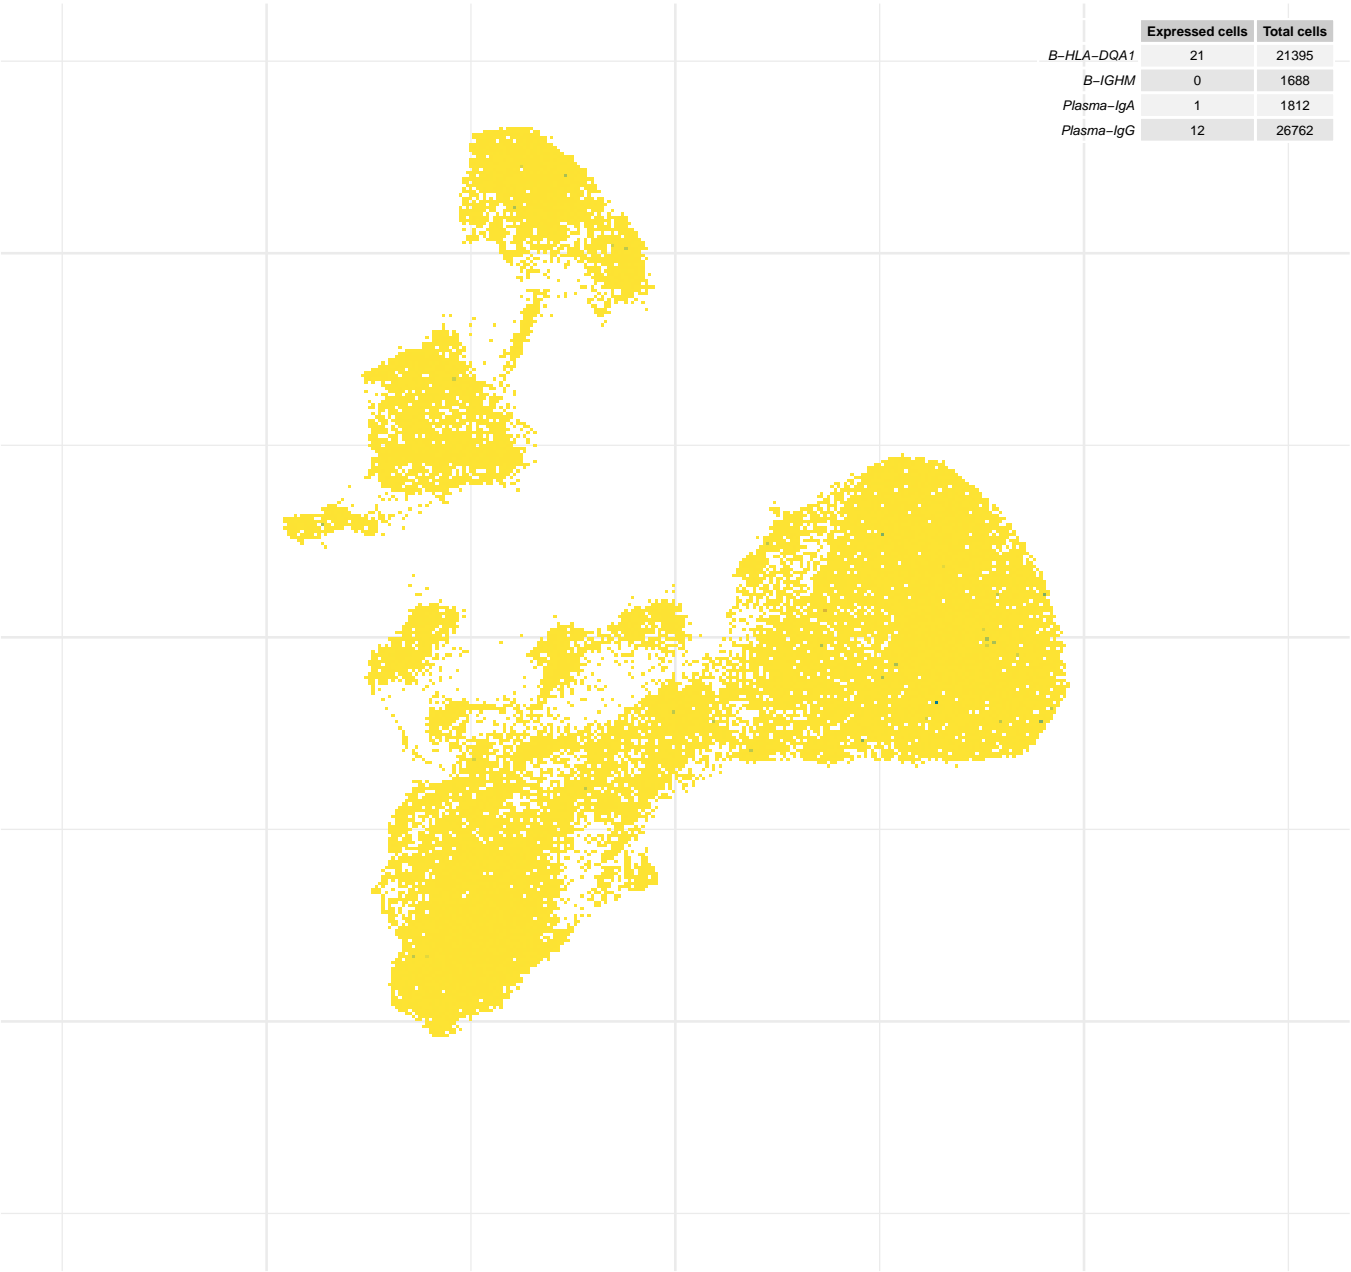 Expressed cells Total cells
B−HLA−DQA1 21 21395
B−IGHM 0 1688
Plasma−IgA 1 1812
Plasma−IgG 12 26762